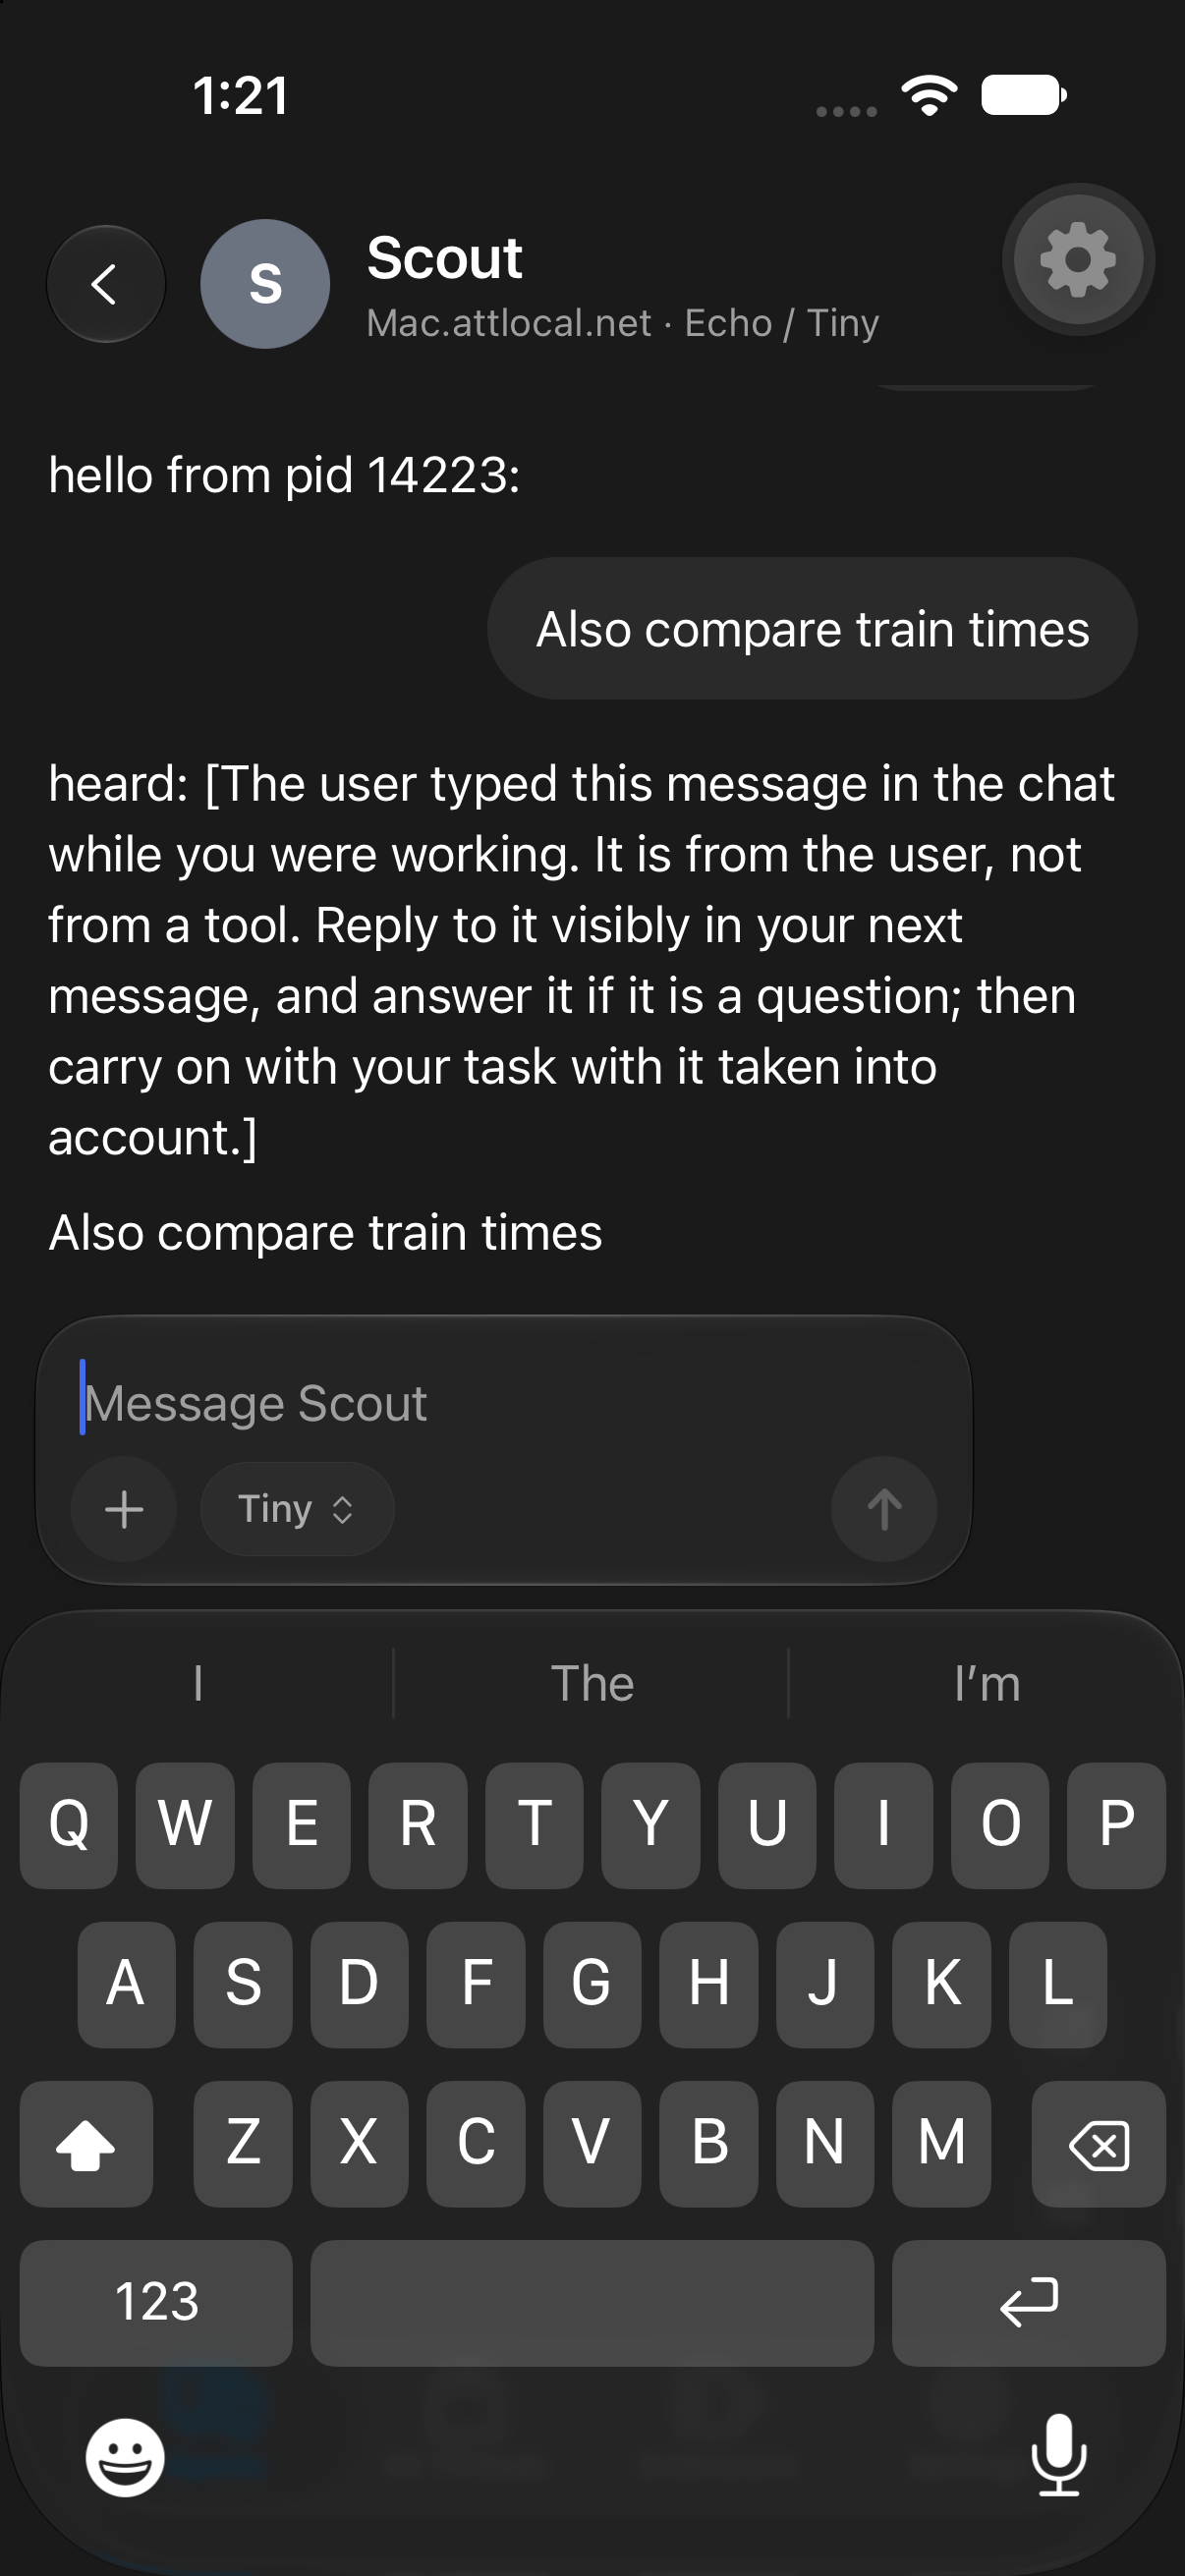 1:21
S
Scout
Mac.attlocal.net · Echo / Tiny
hello from pid 14223:
Also compare train times
heard: [The user typed this message in the chat
while you were working. It is from the user, not
from a tool. Reply to it visibly in your next
message, and answer it if it is a question; then
carry on with your task with it taken into
account.]
Also compare train times
Message Scout
Tiny
I The I’m
Q W E R T Y U I O P
A S D F G H J K L
Z X C V B N M
123